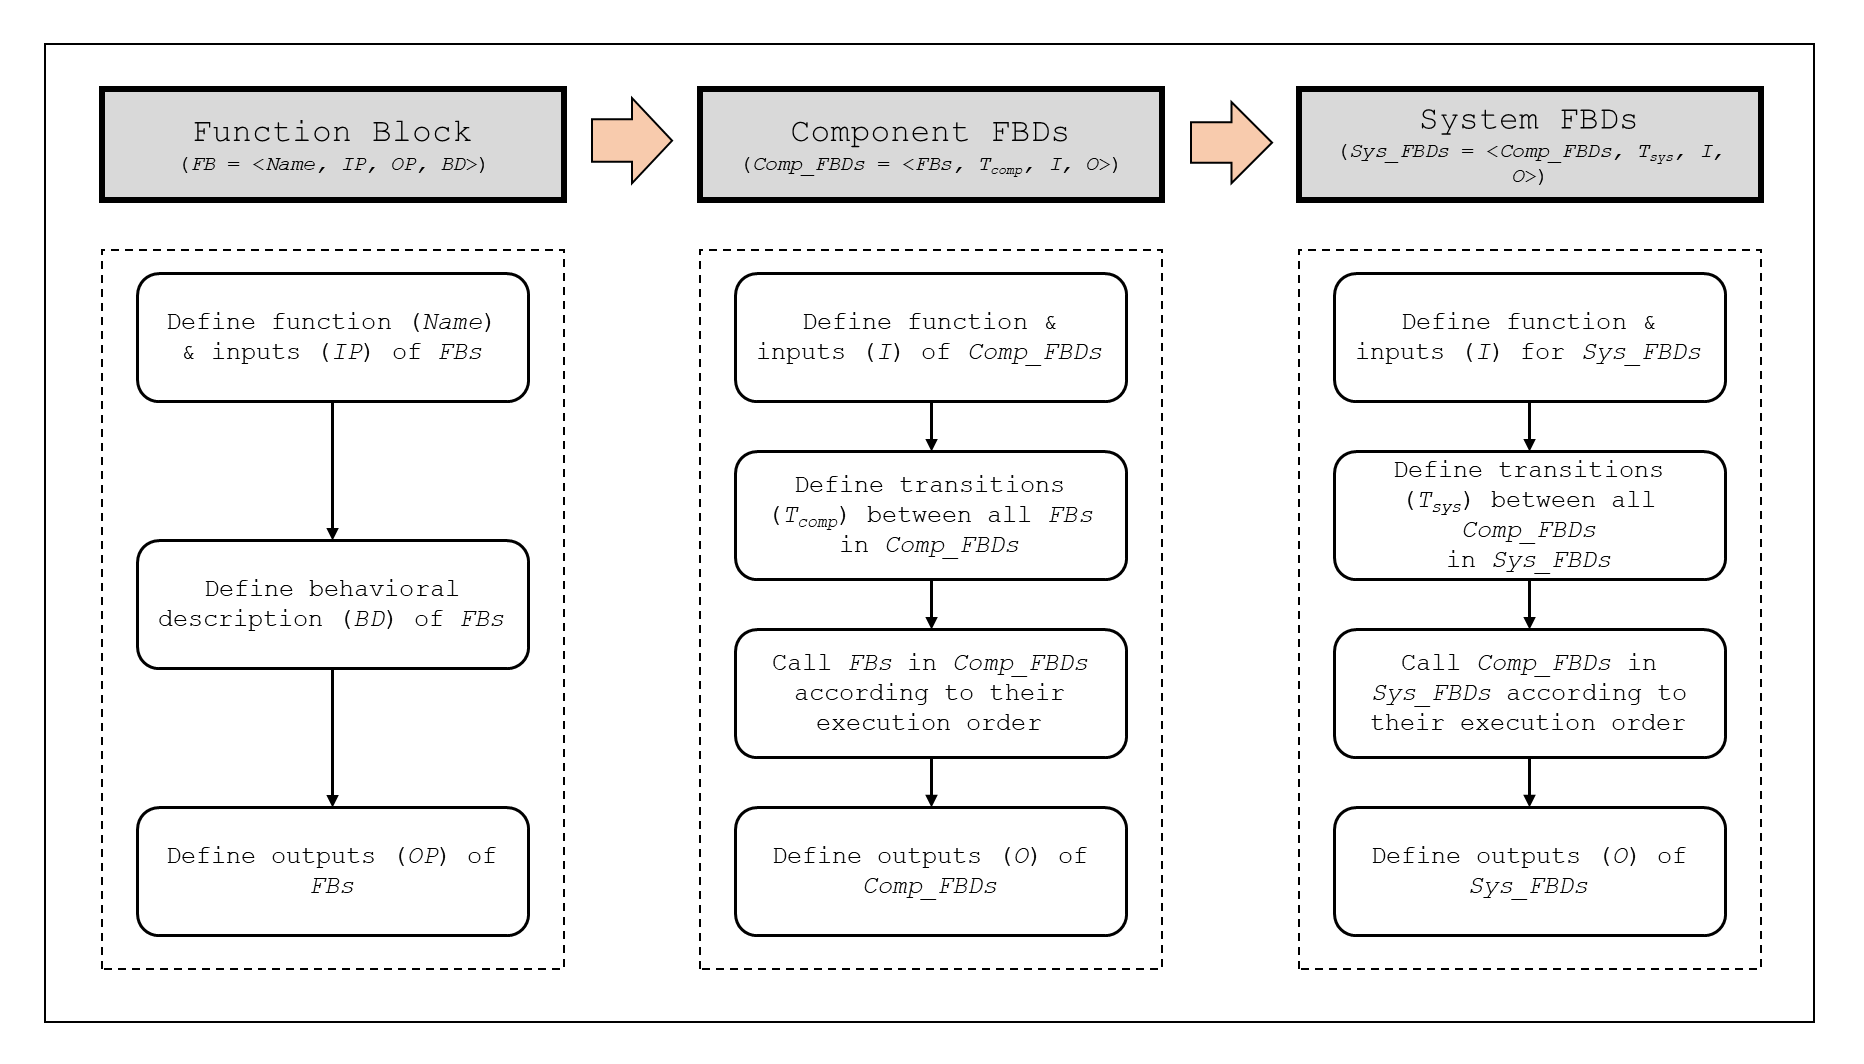 Function Block
(FB = <Name, IP, OP, BD>)
Component FBDs
(Comp_FBDs = <FBs, Tcomp, I, O>)
System FBDs
(Sys_FBDs = <Comp_FBDs, Tsys, I,
O>)
Define function (Name)
& inputs (IP) of FBs
Define behavioral
description (BD) of FBs
Define outputs (OP) of
FBs
Define function &
inputs (I) of Comp_FBDs
Define transitions
(Tcomp) between all FBs
in Comp_FBDs
Call FBs in Comp_FBDs
according to their
execution order
Define outputs (O) of
Comp_FBDs
Define function &
inputs (I) for Sys_FBDs
Define transitions
(Tsys) between all
Comp_FBDs
in Sys_FBDs
Call Comp_FBDs in
Sys_FBDs according to
their execution order
Define outputs (O) of
Sys_FBDs